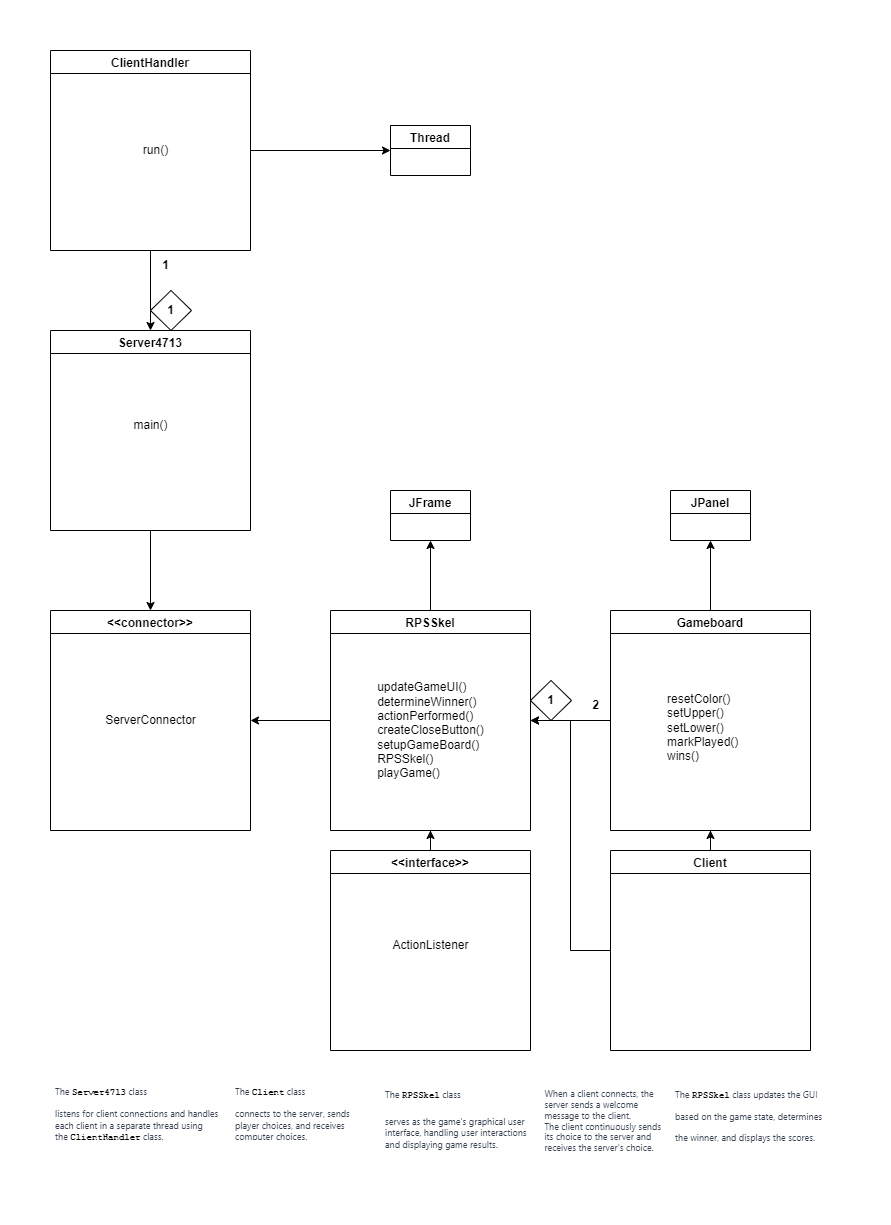 ClientHandler
run()
Thread
1
1
Server4713
main()
JFrame
JPanel
<<connector>>
ServerConnector
RPSSkel
updateGameUI()
determineWinner()
actionPerformed()
createCloseButton()
setupGameBoard()
RPSSkel()
playGame()
1
2
Gameboard
resetColor()
setUpper()
setLower()
markPlayed()
wins()
<<interface>>
ActionListener
Client
The Server4713 class
listens for client connections and handles
each client in a separate thread using
the ClientHandler class.
The Client class
connects to the server, sends
player choices, and receives
computer choices.
The RPSSkel class
serves as the game's graphical user
interface, handling user interactions
and displaying game results.
When a client connects, the
server sends a welcome
message to the client.
The client continuously sends
its choice to the server and
receives the server's choice.
The RPSSkel class updates the GUI
based on the game state, determines
the winner, and displays the scores.